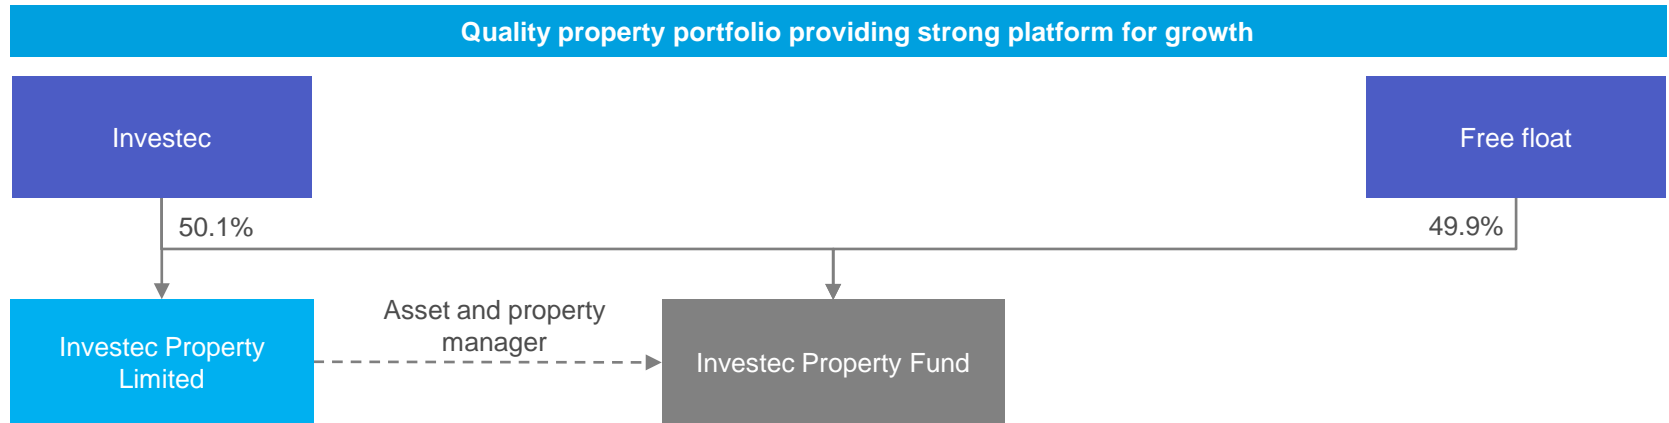 Quality property portfolio providing strong platform for growth
Investec
Free float
50.1%
49.9%
Asset and property
manager
Investec Property
Limited
Investec Property Fund